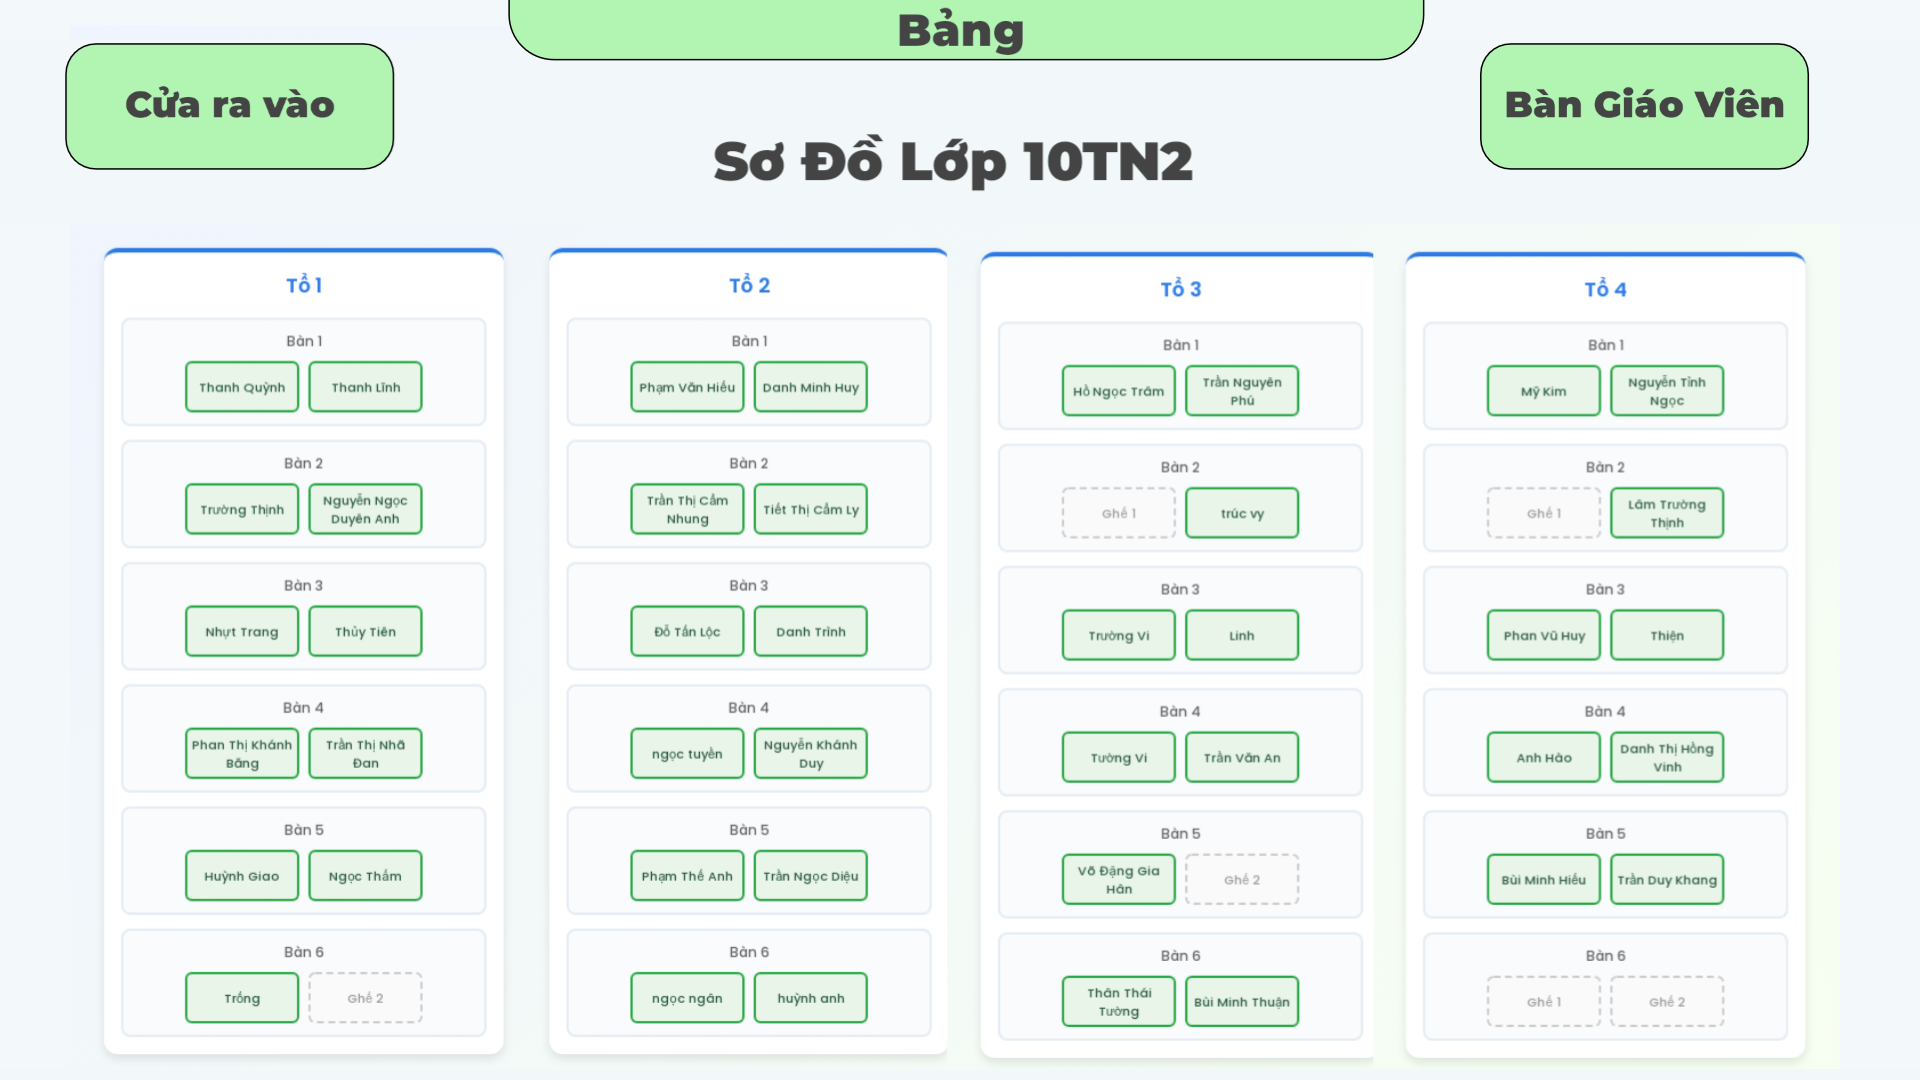 Bảng
Cửa ra vào
Bàn Giáo Viên
Sơ Đồ Lớp 10TN2
Tổ 1
Bàn 1
Thanh Quỳnh
Thanh Lĩnh
Bàn 2
Trường Thịnh
Nguyễn Ngọc
Duyên Anh
Bàn 3
Nhựt Trang
Thủy Tiên
Bàn 4
Phan Thị Khánh
Băng
Trần Thị Nhã
Đan
Bàn 5
Huỳnh Giao
Ngọc Thắm
Bàn 6
Trống
Ghế 2
Tổ 2
Bàn 1
Phạm Văn Hiếu
Danh Minh Huy
Bàn 2
Trần Thị Cẩm
Nhung
Tiết Thị Cẩm Ly
Bàn 3
Đỗ Tấn Lộc
Danh Trình
Bàn 4
ngọc tuyền
Nguyễn Khánh
Duy
Bàn 5
Phạm Thế Anh
Trần Ngọc Diệu
Bàn 6
ngọc ngân
huỳnh anh
Tổ 3
Bàn 1
Hồ Ngọc Trâm
Trần Nguyên
Phú
Bàn 2
Ghế 1
trúc vy
Bàn 3
Trường Vi
Linh
Bàn 4
Tường Vi
Trần Văn An
Bàn 5
Võ Đặng Gia
Hân
Ghế 2
Bàn 6
Thân Thái
Tường
Bùi Minh Thuận
Tổ 4
Bàn 1
Mỹ Kim
Nguyễn Tình
Ngọc
Bàn 2
Ghế 1
Lâm Trường
Thịnh
Bàn 3
Phan Vũ Huy
Thiện
Bàn 4
Anh Hào
Danh Thị Hồng
Vinh
Bàn 5
Bùi Minh Hiếu
Trần Duy Khang
Bàn 6
Ghế 1
Ghế 2